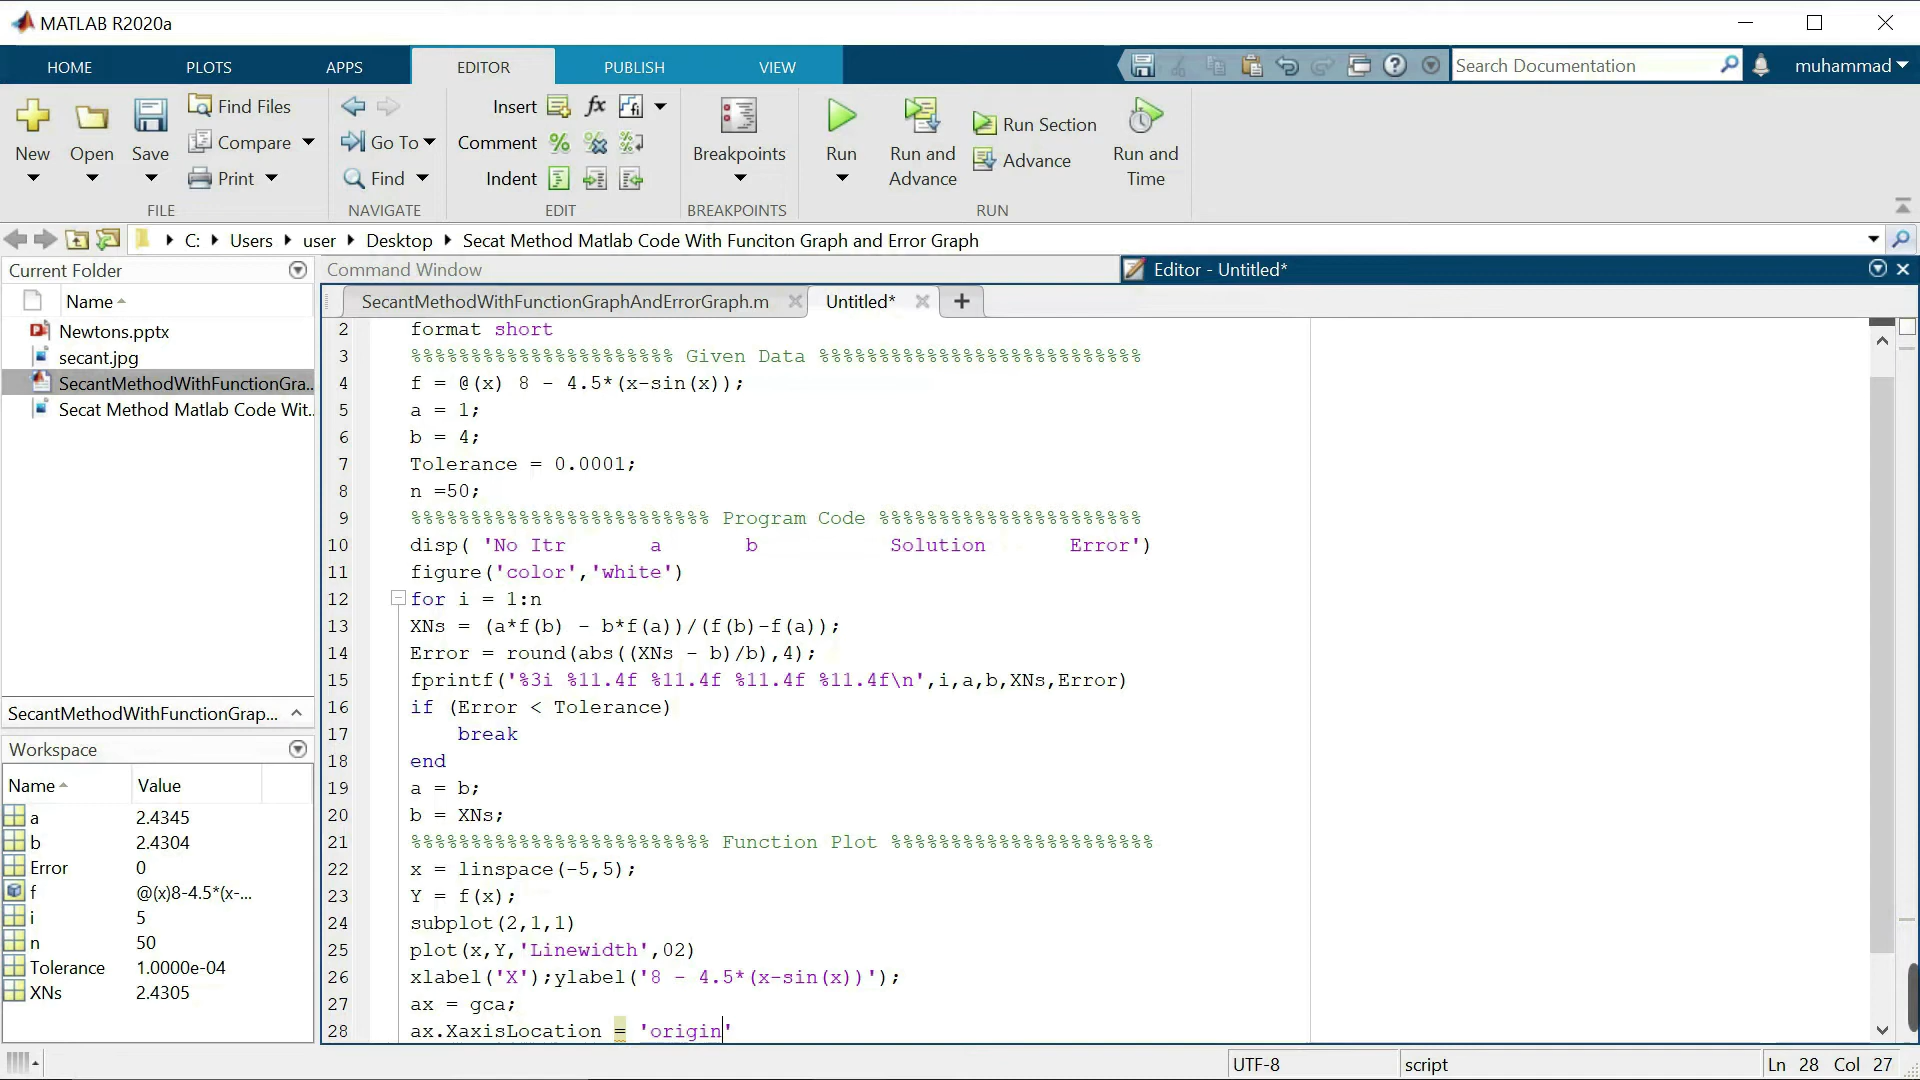 MATLAB R2020a
HOME PLOTS APPS EDITOR PUBLISH VIEW Search Documentation muhammad
New Open Save Find Files Compare Print FILE
Go To Find NAVIGATE
Insert fx fi Comment Indent EDIT
Breakpoints BREAKPOINTS
Run Run and Advance Run Section Advance Run and Time RUN
C: Users user Desktop Secat Method Matlab Code With Funciton Graph and Error Graph
Current Folder
Name
Newtons.pptx
secant.jpg
SecantMethodWithFunctionGra...
Secat Method Matlab Code Wit...
SecantMethodWithFunctionGrap...
Workspace
Name Value
a 2.4345
b 2.4304
Error 0
f @(x)8-4.5*(x-...
i 5
n 50
Tolerance 1.0000e-04
XNs 2.4305
Command Window
Editor - Untitled*
SecantMethodWithFunctionGraphAndErrorGraph.m Untitled* +
2 format short
3 %%%%%%%%%%%%%%%%%%%%%% Given Data %%%%%%%%%%%%%%%%%%%%%%%%%%%
4 f = @(x) 8 - 4.5*(x-sin(x));
5 a = 1;
6 b = 4;
7 Tolerance = 0.0001;
8 n =50;
9 %%%%%%%%%%%%%%%%%%%%%%%%% Program Code %%%%%%%%%%%%%%%%%%%%%%
10 disp( 'No Itr a b Solution Error')
11 figure('color','white')
12 for i = 1:n
13 XNs = (a*f(b) - b*f(a))/(f(b)-f(a));
14 Error = round(abs((XNs - b)/b),4);
15 fprintf('%3i %11.4f %11.4f %11.4f %11.4f\n',i,a,b,XNs,Error)
16 if (Error < Tolerance)
17 break
18 end
19 a = b;
20 b = XNs;
21 %%%%%%%%%%%%%%%%%%%%%%%%% Function Plot %%%%%%%%%%%%%%%%%%%%%%
22 x = linspace(-5,5);
23 Y = f(x);
24 subplot(2,1,1)
25 plot(x,Y,'Linewidth',02)
26 xlabel('X');ylabel('8 - 4.5*(x-sin(x))');
27 ax = gca;
28 ax.XaxisLocation = 'origin'
UTF-8 script Ln 28 Col 27